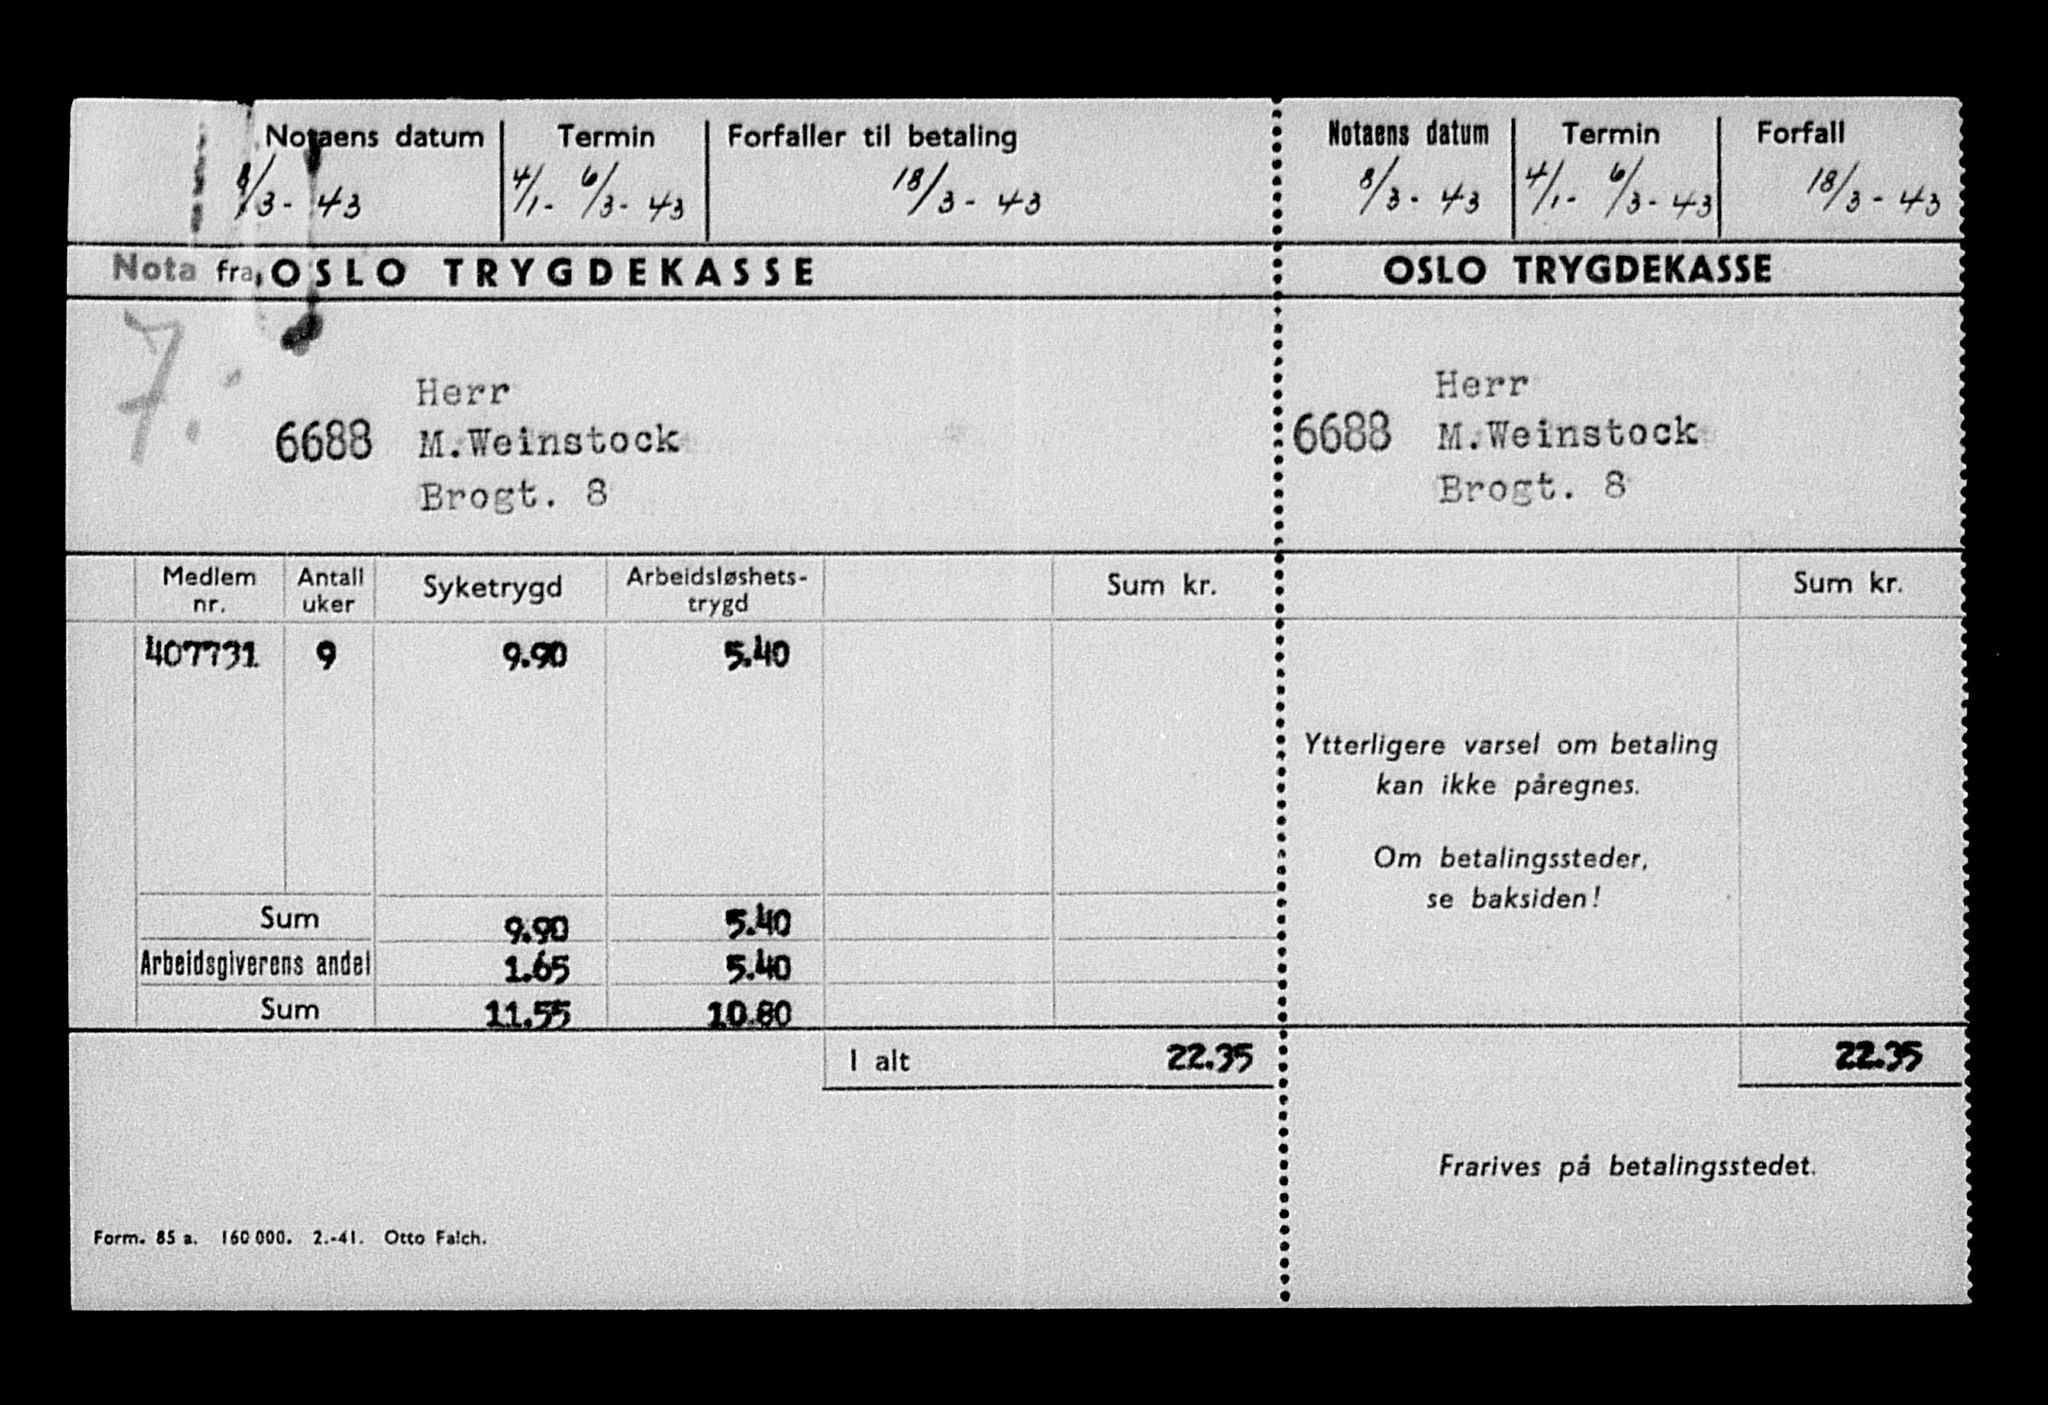 Notaens datum Termin Forfaller til betaling
8/3 - 43 4/1 - 6/3 - 43 18/3 - 43
Nota fra OSLO TRYGDEKASSE
7.
Herr
6688 M.Weinstock
Brogt. 8
Medlem nr. Antall uker Syketrygd Arbeidsløshets-trygd Sum kr.
407731 9 9.90 5.40
Sum 9.90 5.40
Arbeidsgiverens andel 1.65 5.40
Sum 11.55 10.80
I alt 22.35
Form. 85 a. 160 000. 2.-41. Otto Falch.
Notaens datum Termin Forfall
8/3 - 43 4/1 - 6/3 - 43 18/3 - 43
OSLO TRYGDEKASSE
Herr
6688 M.Weinstock
Brogt. 8
Sum kr.
Ytterligere varsel om betaling
kan ikke påregnes.
Om betalingssteder,
se baksiden!
22.35
Frarives på betalingsstedet.